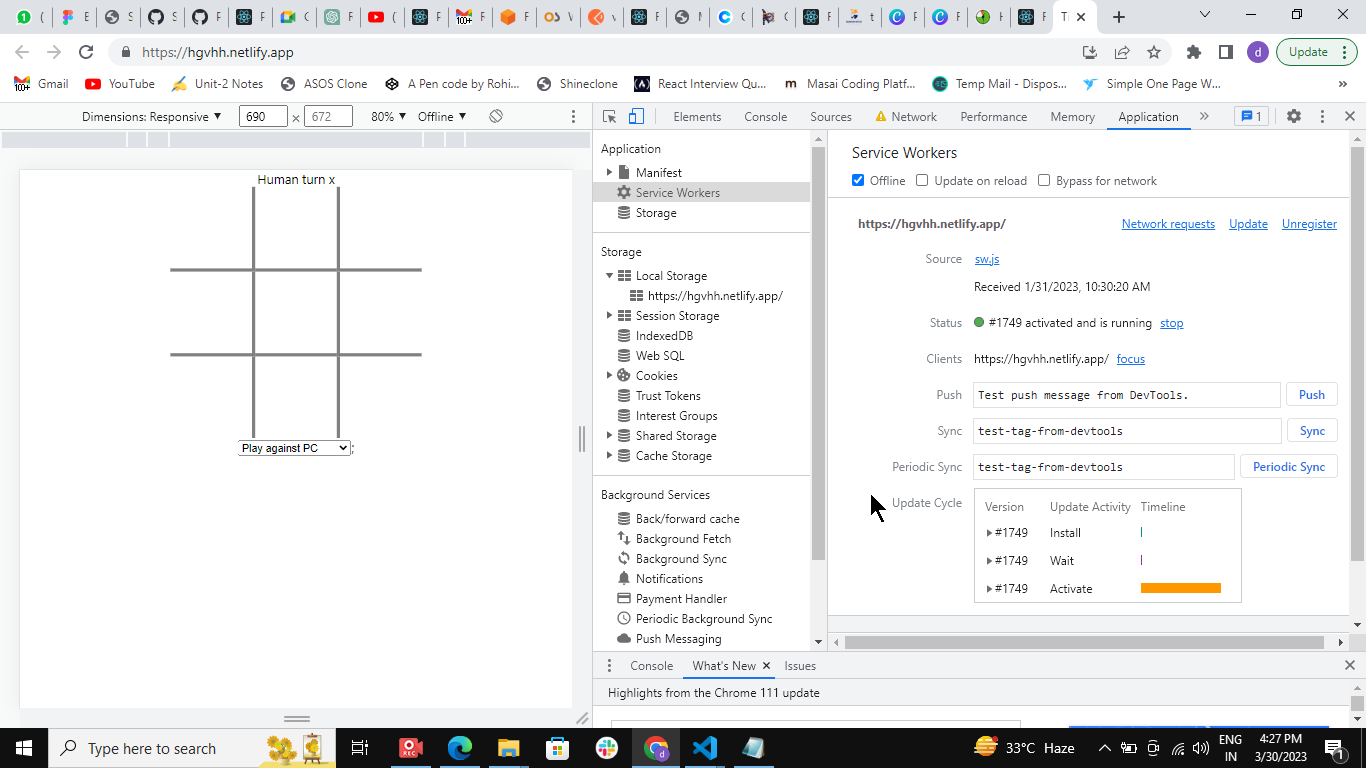 https://hgvhh.netlify.app
d
Update
100+ Gmail YouTube Unit-2 Notes ASOS Clone A Pen code by Rohi... Shineclone React Interview Qu... Masai Coding Platf... Temp Mail - Dispos... Simple One Page W... »
Dimensions: Responsive ▼ 690 × 672 80% ▼ Offline ▼
Elements Console Sources Network Performance Memory Application » 1
Human turn x
Play against PC ;
Application
Manifest
Service Workers
Storage
Storage
Local Storage
https://hgvhh.netlify.app/
Session Storage
IndexedDB
Web SQL
Cookies
Trust Tokens
Interest Groups
Shared Storage
Cache Storage
Background Services
Back/forward cache
Background Fetch
Background Sync
Notifications
Payment Handler
Periodic Background Sync
Push Messaging
Service Workers
Offline Update on reload Bypass for network
https://hgvhh.netlify.app/ Network requests Update Unregister
Source sw.js
Received 1/31/2023, 10:30:20 AM
Status #1749 activated and is running stop
Clients https://hgvhh.netlify.app/ focus
Push Test push message from DevTools. Push
Sync test-tag-from-devtools Sync
Periodic Sync test-tag-from-devtools Periodic Sync
Update Cycle
Version Update Activity Timeline
#1749 Install
#1749 Wait
#1749 Activate
Console What's New Issues
Highlights from the Chrome 111 update
Type here to search
REC
33°C Haze
ENG
IN
4:27 PM
3/30/2023
1